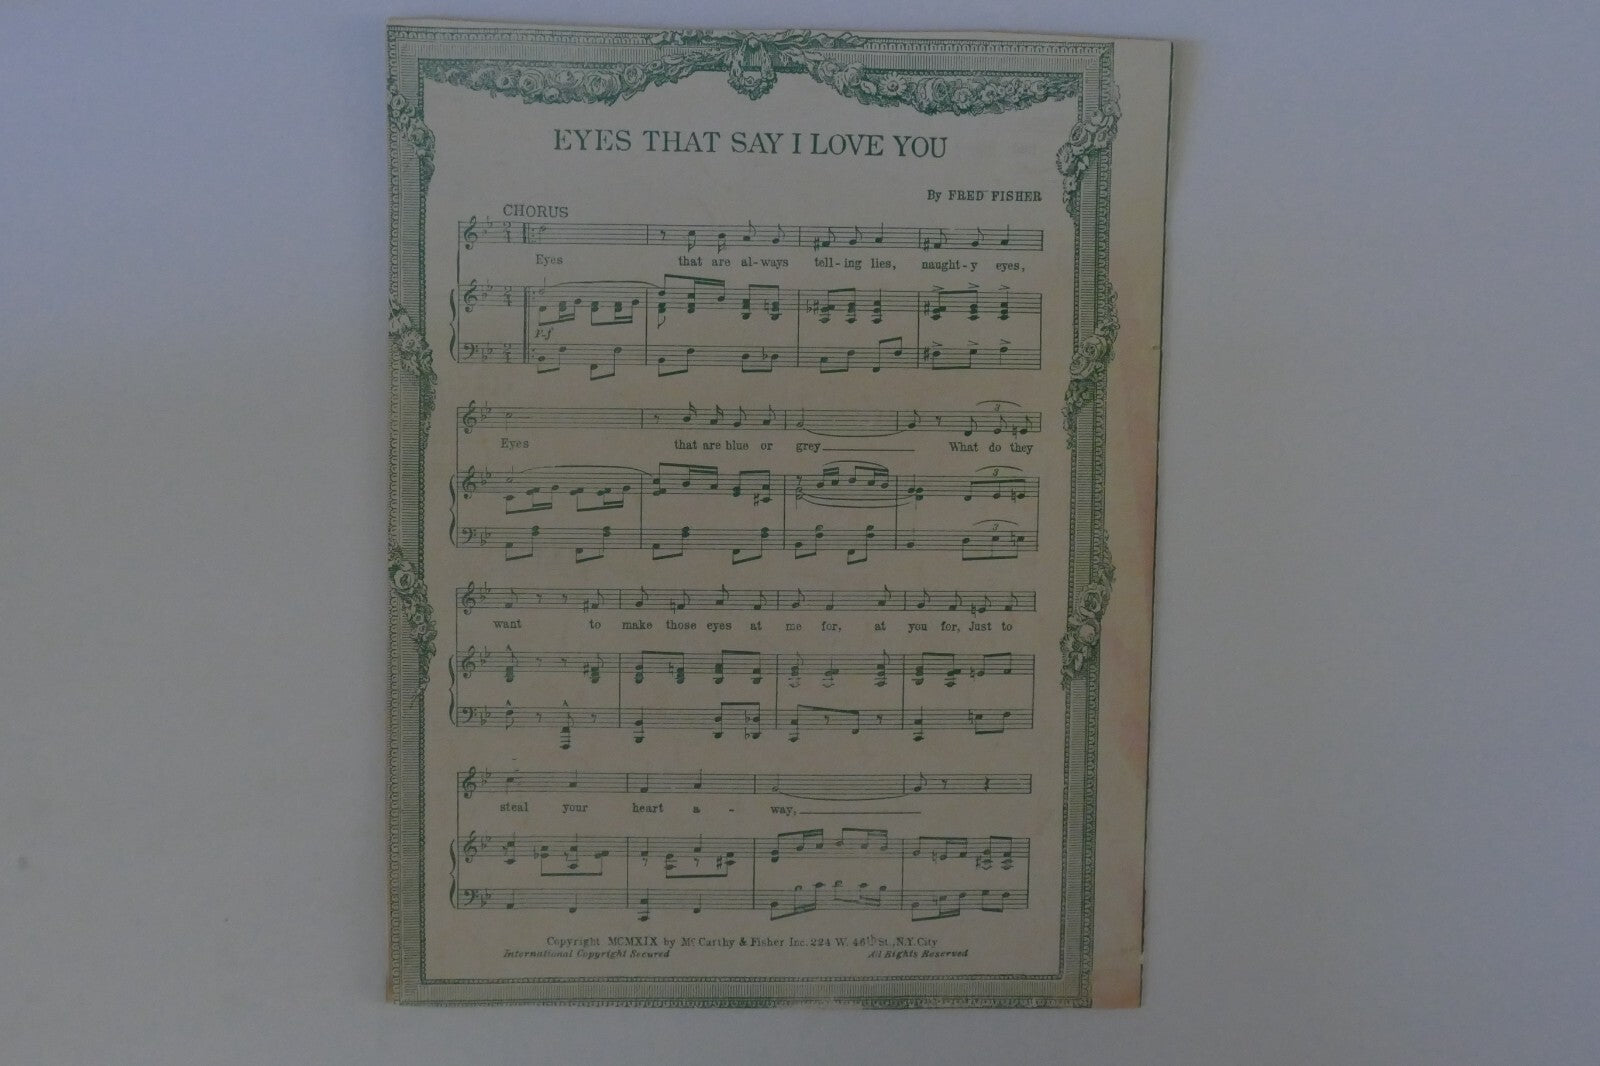 EYES THAT SAY I LOVE YOU
By FRED FISHER
CHORUS
Eyes that are al-ways tell-ing lies, naught-y eyes,
p-f
Eyes that are blue or grey What do they
want to make those eyes at me for, at you for, Just to
steal your heart a - way,
Copyright MCMXIX by Mc Carthy & Fisher Inc. 224 W. 46th St., N.Y. City
International Copyright Secured All Rights Reserved